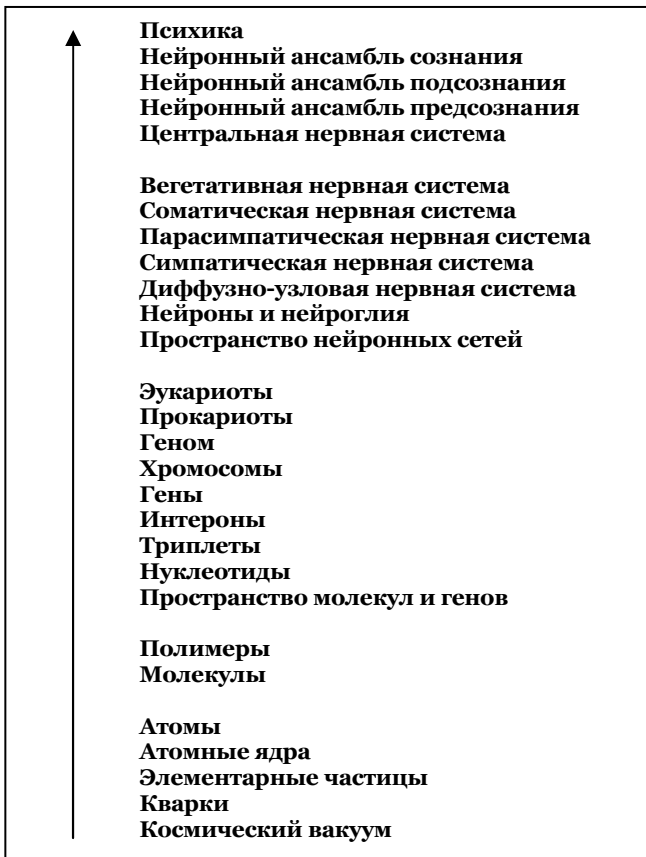 Психика
Нейронный ансамбль сознания
Нейронный ансамбль подсознания
Нейронный ансамбль предсознания
Центральная нервная система
Вегетативная нервная система
Соматическая нервная система
Парасимпатическая нервная система
Симпатическая нервная система
Диффузно-узловая нервная система
Нейроны и нейроглия
Пространство нейронных сетей
Эукариоты
Прокариоты
Геном
Хромосомы
Гены
Интероны
Триплеты
Нуклеотиды
Пространство молекул и генов
Полимеры
Молекулы
Атомы
Атомные ядра
Элементарные частицы
Кварки
Космический вакуум